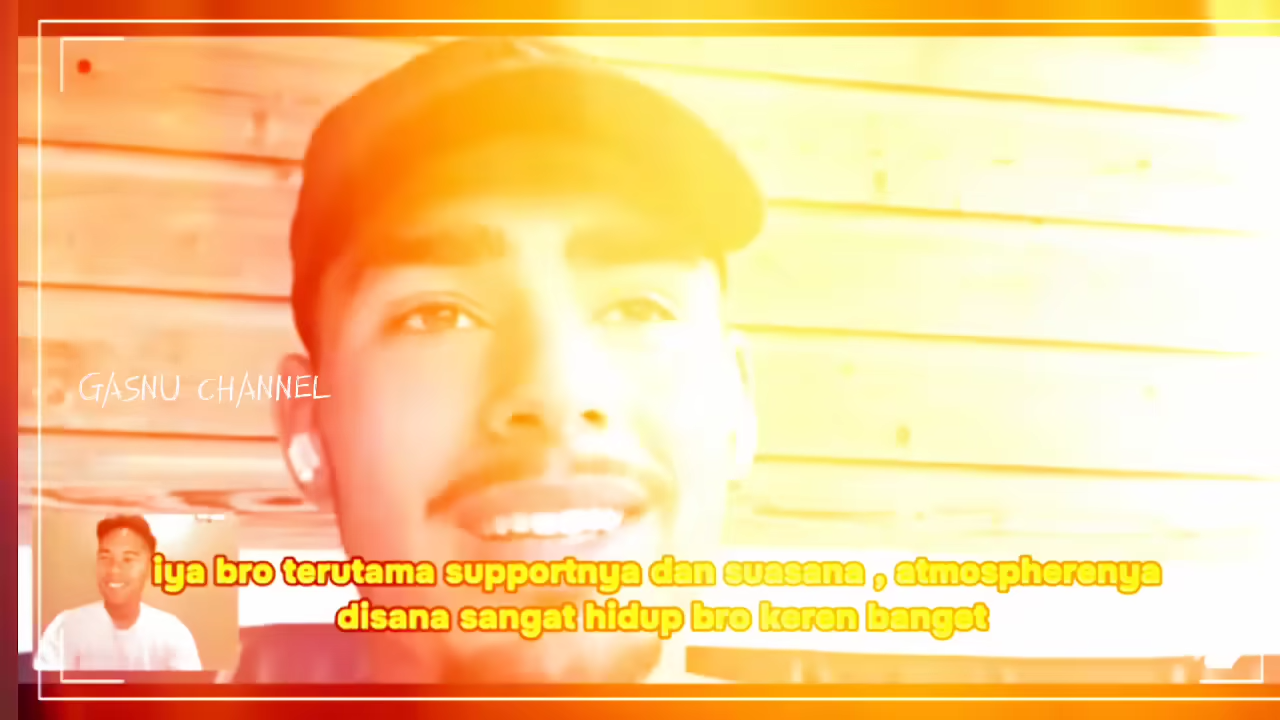 GASNU CHANNEL
iya bro terutama supportnya dan suasana , atmospherenya
disana sangat hidup bro keren banget